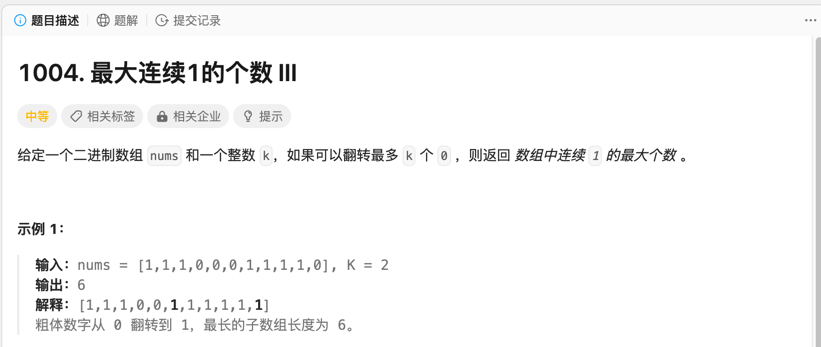 题目描述 题解 提交记录 ...
1004. 最大连续1的个数 III
中等 相关标签 相关企业 提示
给定一个二进制数组 nums 和一个整数 k，如果可以翻转最多 k 个 0 ，则返回 数组中连续 1 的最大个数 。
示例 1：
输入：nums = [1,1,1,0,0,0,1,1,1,1,0], K = 2
输出：6
解释：[1,1,1,0,0,1,1,1,1,1,1]
粗体数字从 0 翻转到 1，最长的子数组长度为 6。